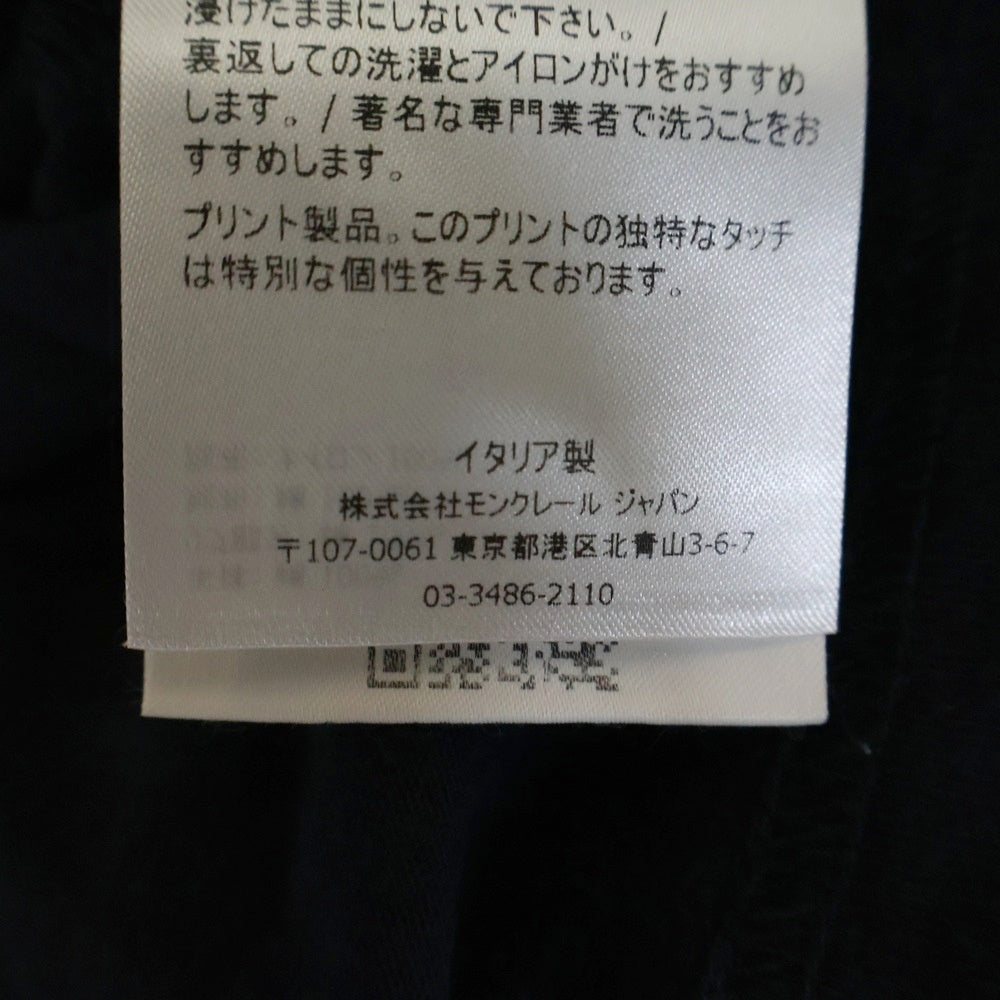 浸けたままにしないで下さい。/
裏返しての洗濯とアイロンがけをおすすめ
します。/ 著名な専門業者で洗うことをお
すすめします。
プリント製品。このプリントの独特なタッチ
は特別な個性を与えております。
イタリア製
株式会社モンクレール ジャパン
〒107-0061 東京都港区北青山3-6-7
03-3486-2110